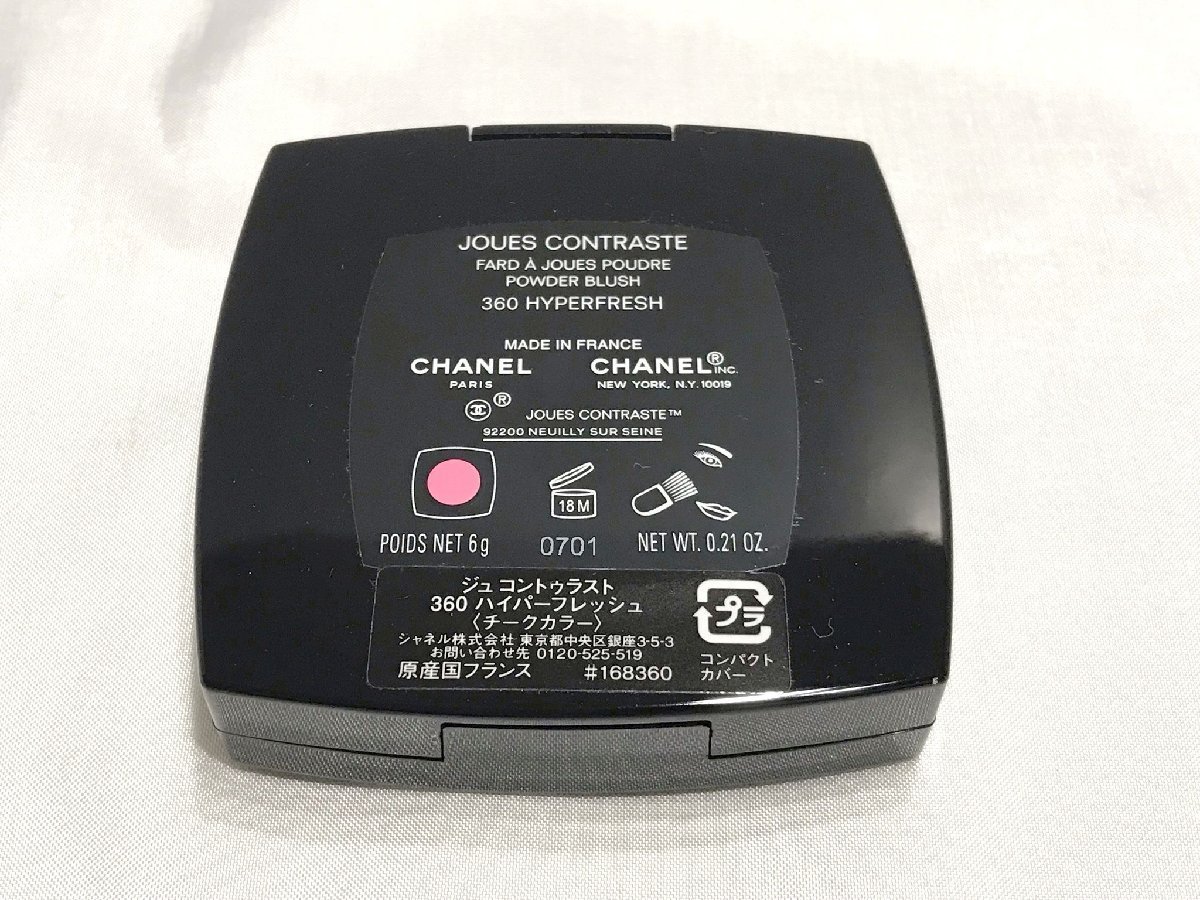 JOUES CONTRASTE
FARD À JOUES POUDRE
POWDER BLUSH
360 HYPERFRESH
MADE IN FRANCE
CHANEL CHANEL® INC.
PARIS NEW YORK, N.Y. 10019
® JOUES CONTRASTE™
92200 NEUILLY SUR SEINE
18M
POIDS NET 6g 0701 NET WT. 0.21 OZ.
ジュ コントゥラスト
360 ハイパーフレッシュ
〈チークカラー〉
シャネル株式会社 東京都中央区銀座3-5-3
お問い合わせ先 0120-525-519
原産国フランス #168360
プラ
コンパクト
カバー